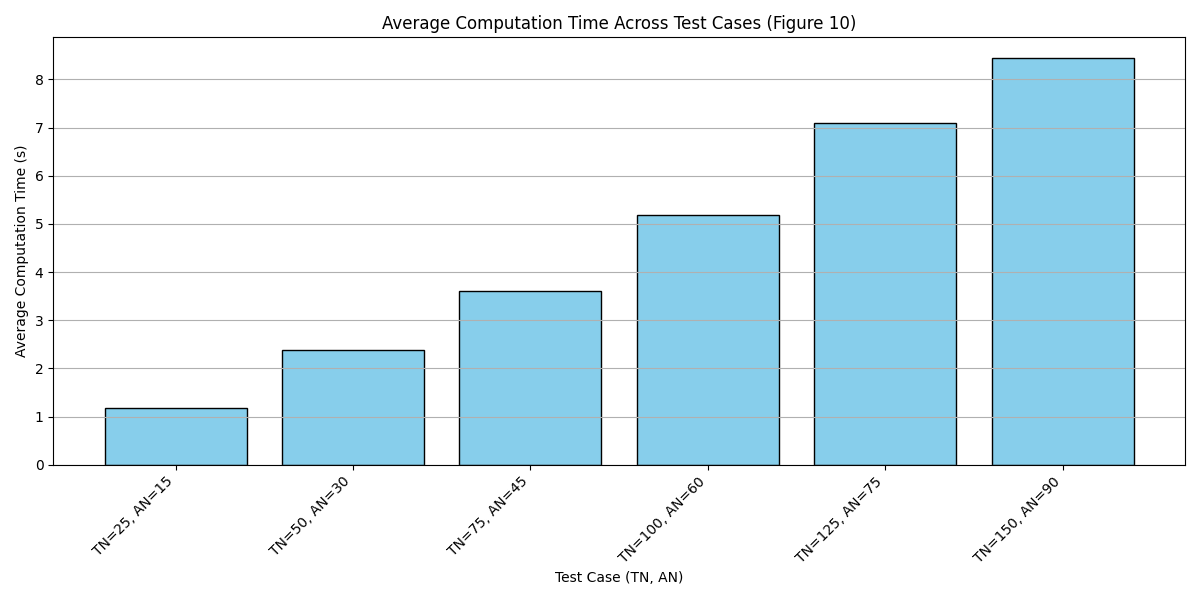 Average Computation Time Across Test Cases (Figure 10)
Average Computation Time (s)
8
7
6
5
4
3
2
1
0
TN=25, AN=15
TN=50, AN=30
TN=75, AN=45
TN=100, AN=60
TN=125, AN=75
TN=150, AN=90
Test Case (TN, AN)